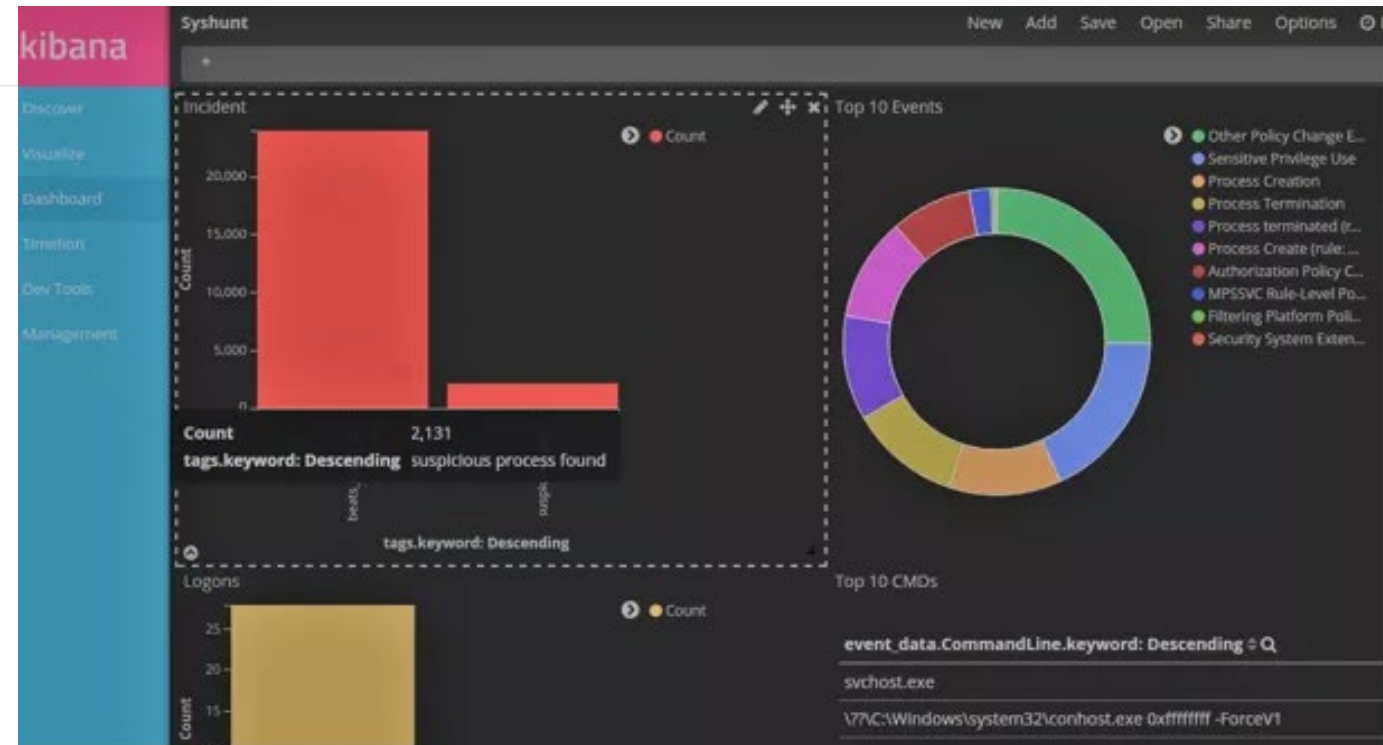 kibana
Discover
Visualize
Dashboard
Timelion
Dev Tools
Management
Syshunt
New Add Save Open Share Options
*
Incident
Count
20,000
15,000
10,000
5,000
0
Count
Count 2,131
tags.keyword: Descending suspicious process found
beats_
suspic
tags.keyword: Descending
Top 10 Events
Other Policy Change E...
Sensitive Privilege Use
Process Creation
Process Termination
Process terminated (r...
Process Create (rule: ...
Authorization Policy C...
MPSSVC Rule-Level Po...
Filtering Platform Poli...
Security System Exten...
Logons
Count
25
20
15
Count
Top 10 CMDs
event_data.CommandLine.keyword: Descending
svchost.exe
\??\C:\Windows\system32\conhost.exe 0xffffffff -ForceV1